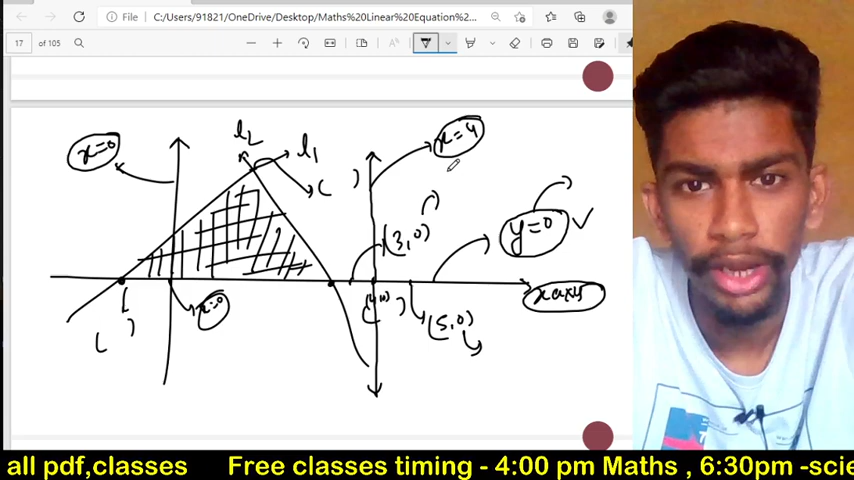 File C:/Users/91821/OneDrive/Desktop/Maths%20Linear%20Equation%2...
17 of 105
x=0
l2
l1
x=4
( )
(3,0)
y=0
x axis
x=0
(5,0)
( )
all pdf,classes Free classes timing - 4:00 pm Maths , 6:30pm -scie